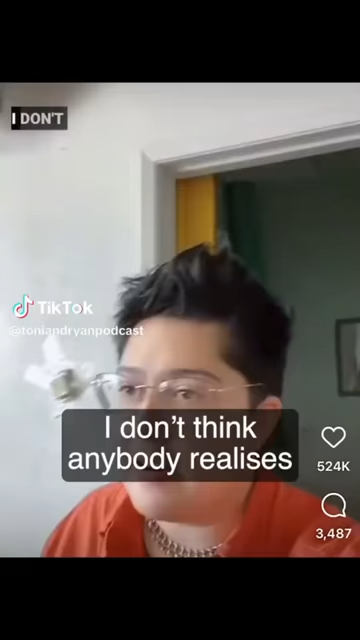 I DON'T
TikTok
@toniandryanpodcast
I don't think
anybody realises
524K
3,487